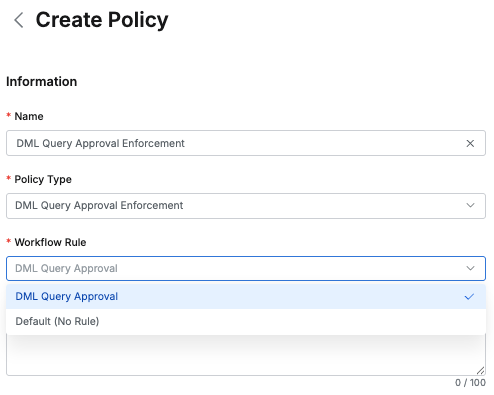 Create Policy
Information
* Name
DML Query Approval Enforcement
* Policy Type
DML Query Approval Enforcement
* Workflow Rule
DML Query Approval
DML Query Approval
Default (No Rule)
0 / 100